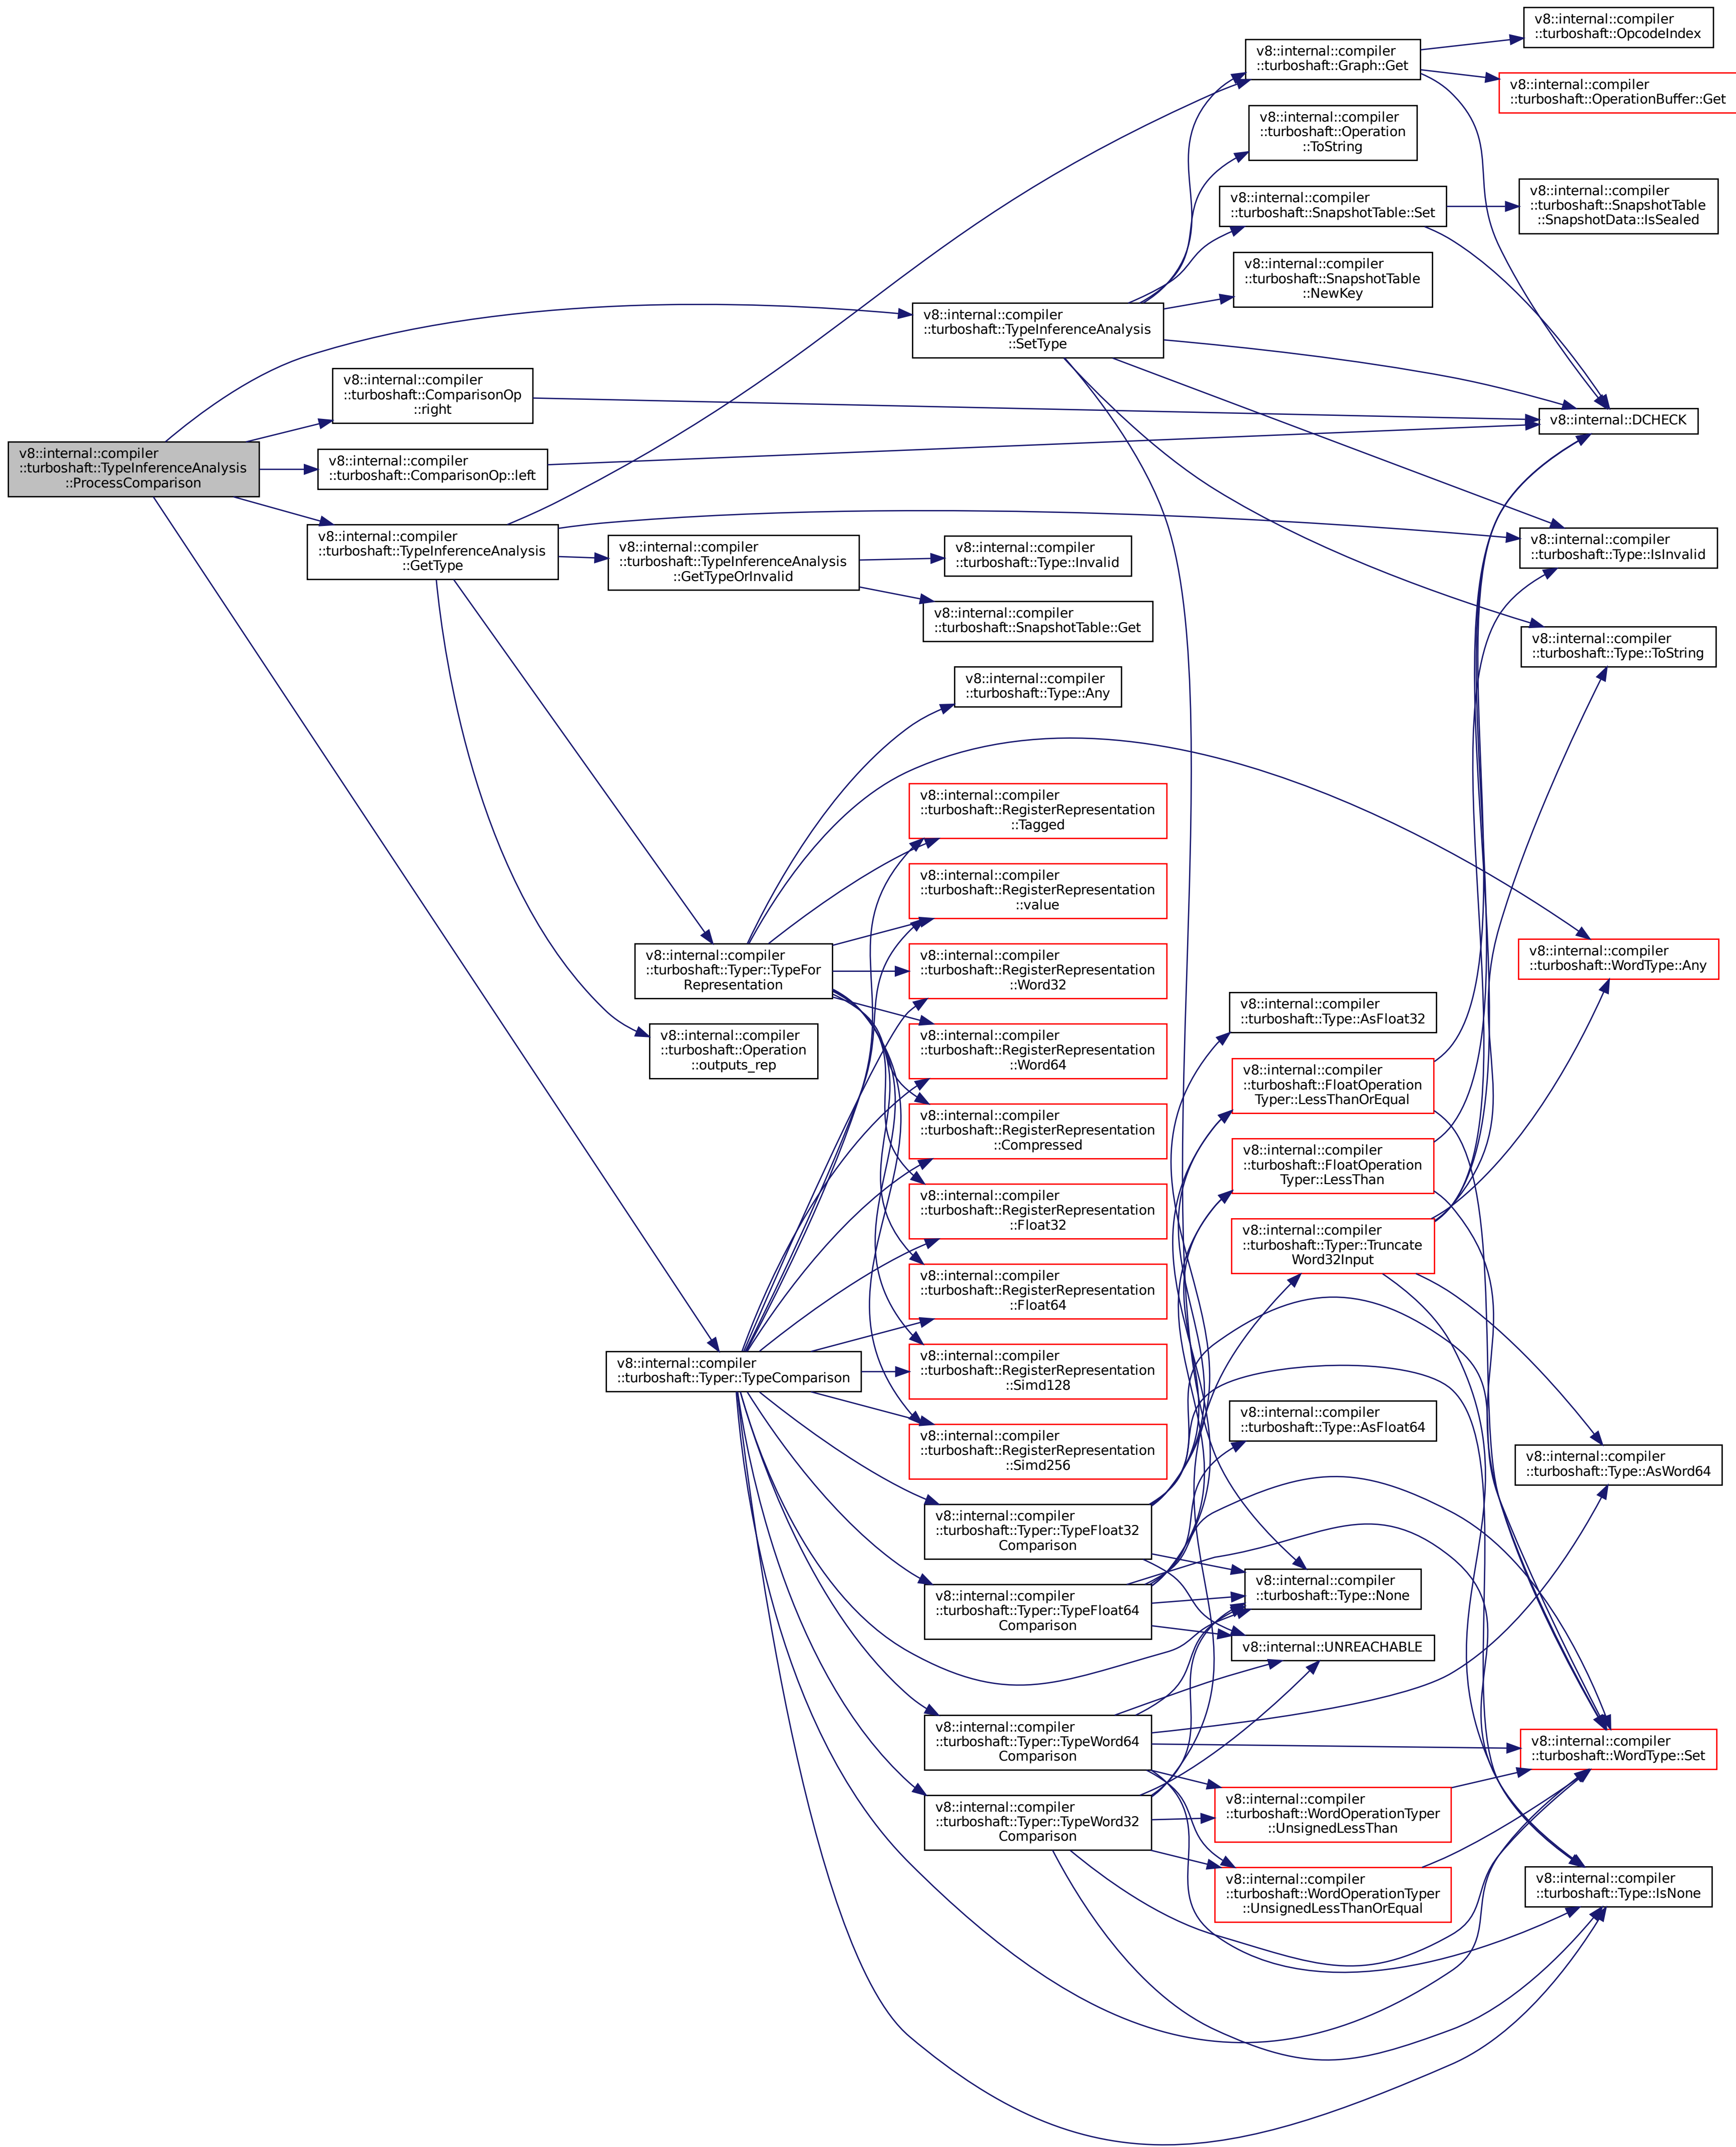 v8::internal::compiler
::turboshaft::TypeInferenceAnalysis
::ProcessComparison
v8::internal::compiler
::turboshaft::ComparisonOp
::right
v8::internal::compiler
::turboshaft::ComparisonOp::left
v8::internal::compiler
::turboshaft::TypeInferenceAnalysis
::GetType
v8::internal::compiler
::turboshaft::TypeInferenceAnalysis
::GetTypeOrInvalid
v8::internal::compiler
::turboshaft::Typer::TypeFor
Representation
v8::internal::compiler
::turboshaft::Operation
::outputs_rep
v8::internal::compiler
::turboshaft::Typer::TypeComparison
v8::internal::compiler
::turboshaft::TypeInferenceAnalysis
::SetType
v8::internal::compiler
::turboshaft::Type::Invalid
v8::internal::compiler
::turboshaft::SnapshotTable::Get
v8::internal::compiler
::turboshaft::Type::Any
v8::internal::compiler
::turboshaft::RegisterRepresentation
::Tagged
v8::internal::compiler
::turboshaft::RegisterRepresentation
::value
v8::internal::compiler
::turboshaft::RegisterRepresentation
::Word32
v8::internal::compiler
::turboshaft::RegisterRepresentation
::Word64
v8::internal::compiler
::turboshaft::RegisterRepresentation
::Compressed
v8::internal::compiler
::turboshaft::RegisterRepresentation
::Float32
v8::internal::compiler
::turboshaft::RegisterRepresentation
::Float64
v8::internal::compiler
::turboshaft::RegisterRepresentation
::Simd128
v8::internal::compiler
::turboshaft::RegisterRepresentation
::Simd256
v8::internal::compiler
::turboshaft::Typer::TypeFloat32
Comparison
v8::internal::compiler
::turboshaft::Typer::TypeFloat64
Comparison
v8::internal::compiler
::turboshaft::Typer::TypeWord64
Comparison
v8::internal::compiler
::turboshaft::Typer::TypeWord32
Comparison
v8::internal::compiler
::turboshaft::Graph::Get
v8::internal::compiler
::turboshaft::Operation
::ToString
v8::internal::compiler
::turboshaft::SnapshotTable::Set
v8::internal::compiler
::turboshaft::SnapshotTable
::NewKey
v8::internal::compiler
::turboshaft::Type::AsFloat32
v8::internal::compiler
::turboshaft::FloatOperation
Typer::LessThanOrEqual
v8::internal::compiler
::turboshaft::FloatOperation
Typer::LessThan
v8::internal::compiler
::turboshaft::Typer::Truncate
Word32Input
v8::internal::compiler
::turboshaft::Type::AsFloat64
v8::internal::compiler
::turboshaft::Type::None
v8::internal::UNREACHABLE
v8::internal::compiler
::turboshaft::WordOperationTyper
::UnsignedLessThan
v8::internal::compiler
::turboshaft::WordOperationTyper
::UnsignedLessThanOrEqual
v8::internal::compiler
::turboshaft::OpcodeIndex
v8::internal::compiler
::turboshaft::OperationBuffer::Get
v8::internal::compiler
::turboshaft::SnapshotTable
::SnapshotData::IsSealed
v8::internal::DCHECK
v8::internal::compiler
::turboshaft::Type::IsInvalid
v8::internal::compiler
::turboshaft::Type::ToString
v8::internal::compiler
::turboshaft::WordType::Any
v8::internal::compiler
::turboshaft::Type::AsWord64
v8::internal::compiler
::turboshaft::WordType::Set
v8::internal::compiler
::turboshaft::Type::IsNone